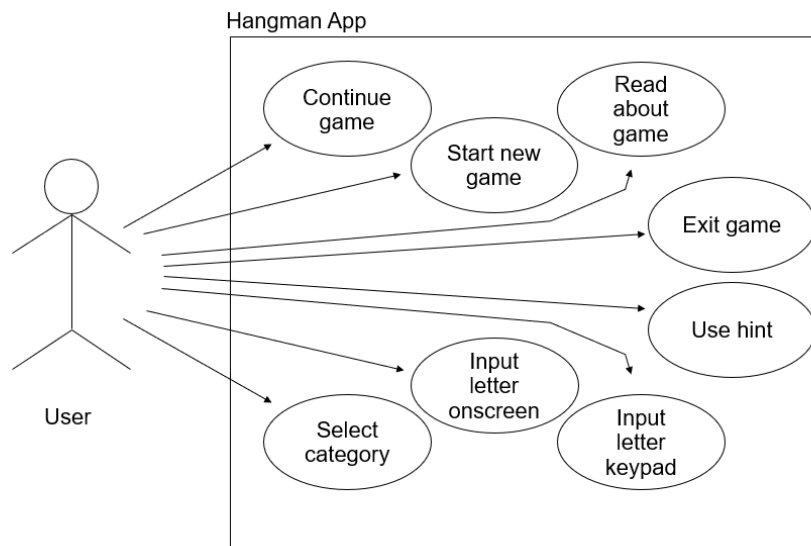 Hangman App
Continue
game
Read
about
game
Start new
game
Exit game
Use hint
Input
letter
onscreen
Select
category
Input
letter
keypad
User